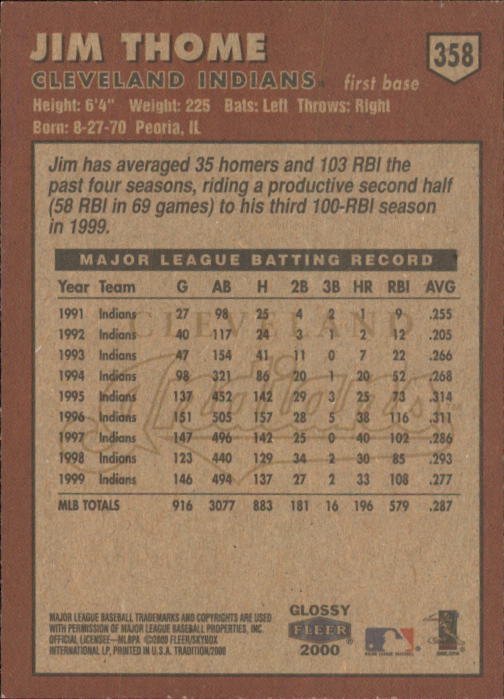 JIM THOME
358
CLEVELAND INDIANS® first base
Height: 6'4" Weight: 225 Bats: Left Throws: Right
Born: 8-27-70 Peoria, IL
Jim has averaged 35 homers and 103 RBI the
past four seasons, riding a productive second half
(58 RBI in 69 games) to his third 100-RBI season
in 1999.
MAJOR LEAGUE BATTING RECORD
Year Team G AB H 2B 3B HR RBI AVG
1991 Indians 27 98 25 4 2 1 9 .255
1992 Indians 40 117 24 3 1 2 12 .205
1993 Indians 47 154 41 11 0 7 22 .266
1994 Indians 98 321 86 20 1 20 52 .268
1995 Indians 137 452 142 29 3 25 73 .314
1996 Indians 151 505 157 28 5 38 116 .311
1997 Indians 147 496 142 25 0 40 102 .286
1998 Indians 123 440 129 34 2 30 85 .293
1999 Indians 146 494 137 27 2 33 108 .277
MLB TOTALS 916 3077 883 181 16 196 579 .287
CLEVELAND
Indians™
MAJOR LEAGUE BASEBALL TRADEMARKS AND COPYRIGHTS ARE USED
WITH PERMISSION OF MAJOR LEAGUE BASEBALL PROPERTIES, INC.
OFFICIAL LICENSEE—MLBPA ©2000 FLEER/SKYBOX
INTERNATIONAL LP, PRINTED IN U.S.A. TRADITION/2000
GLOSSY
FLEER
2000